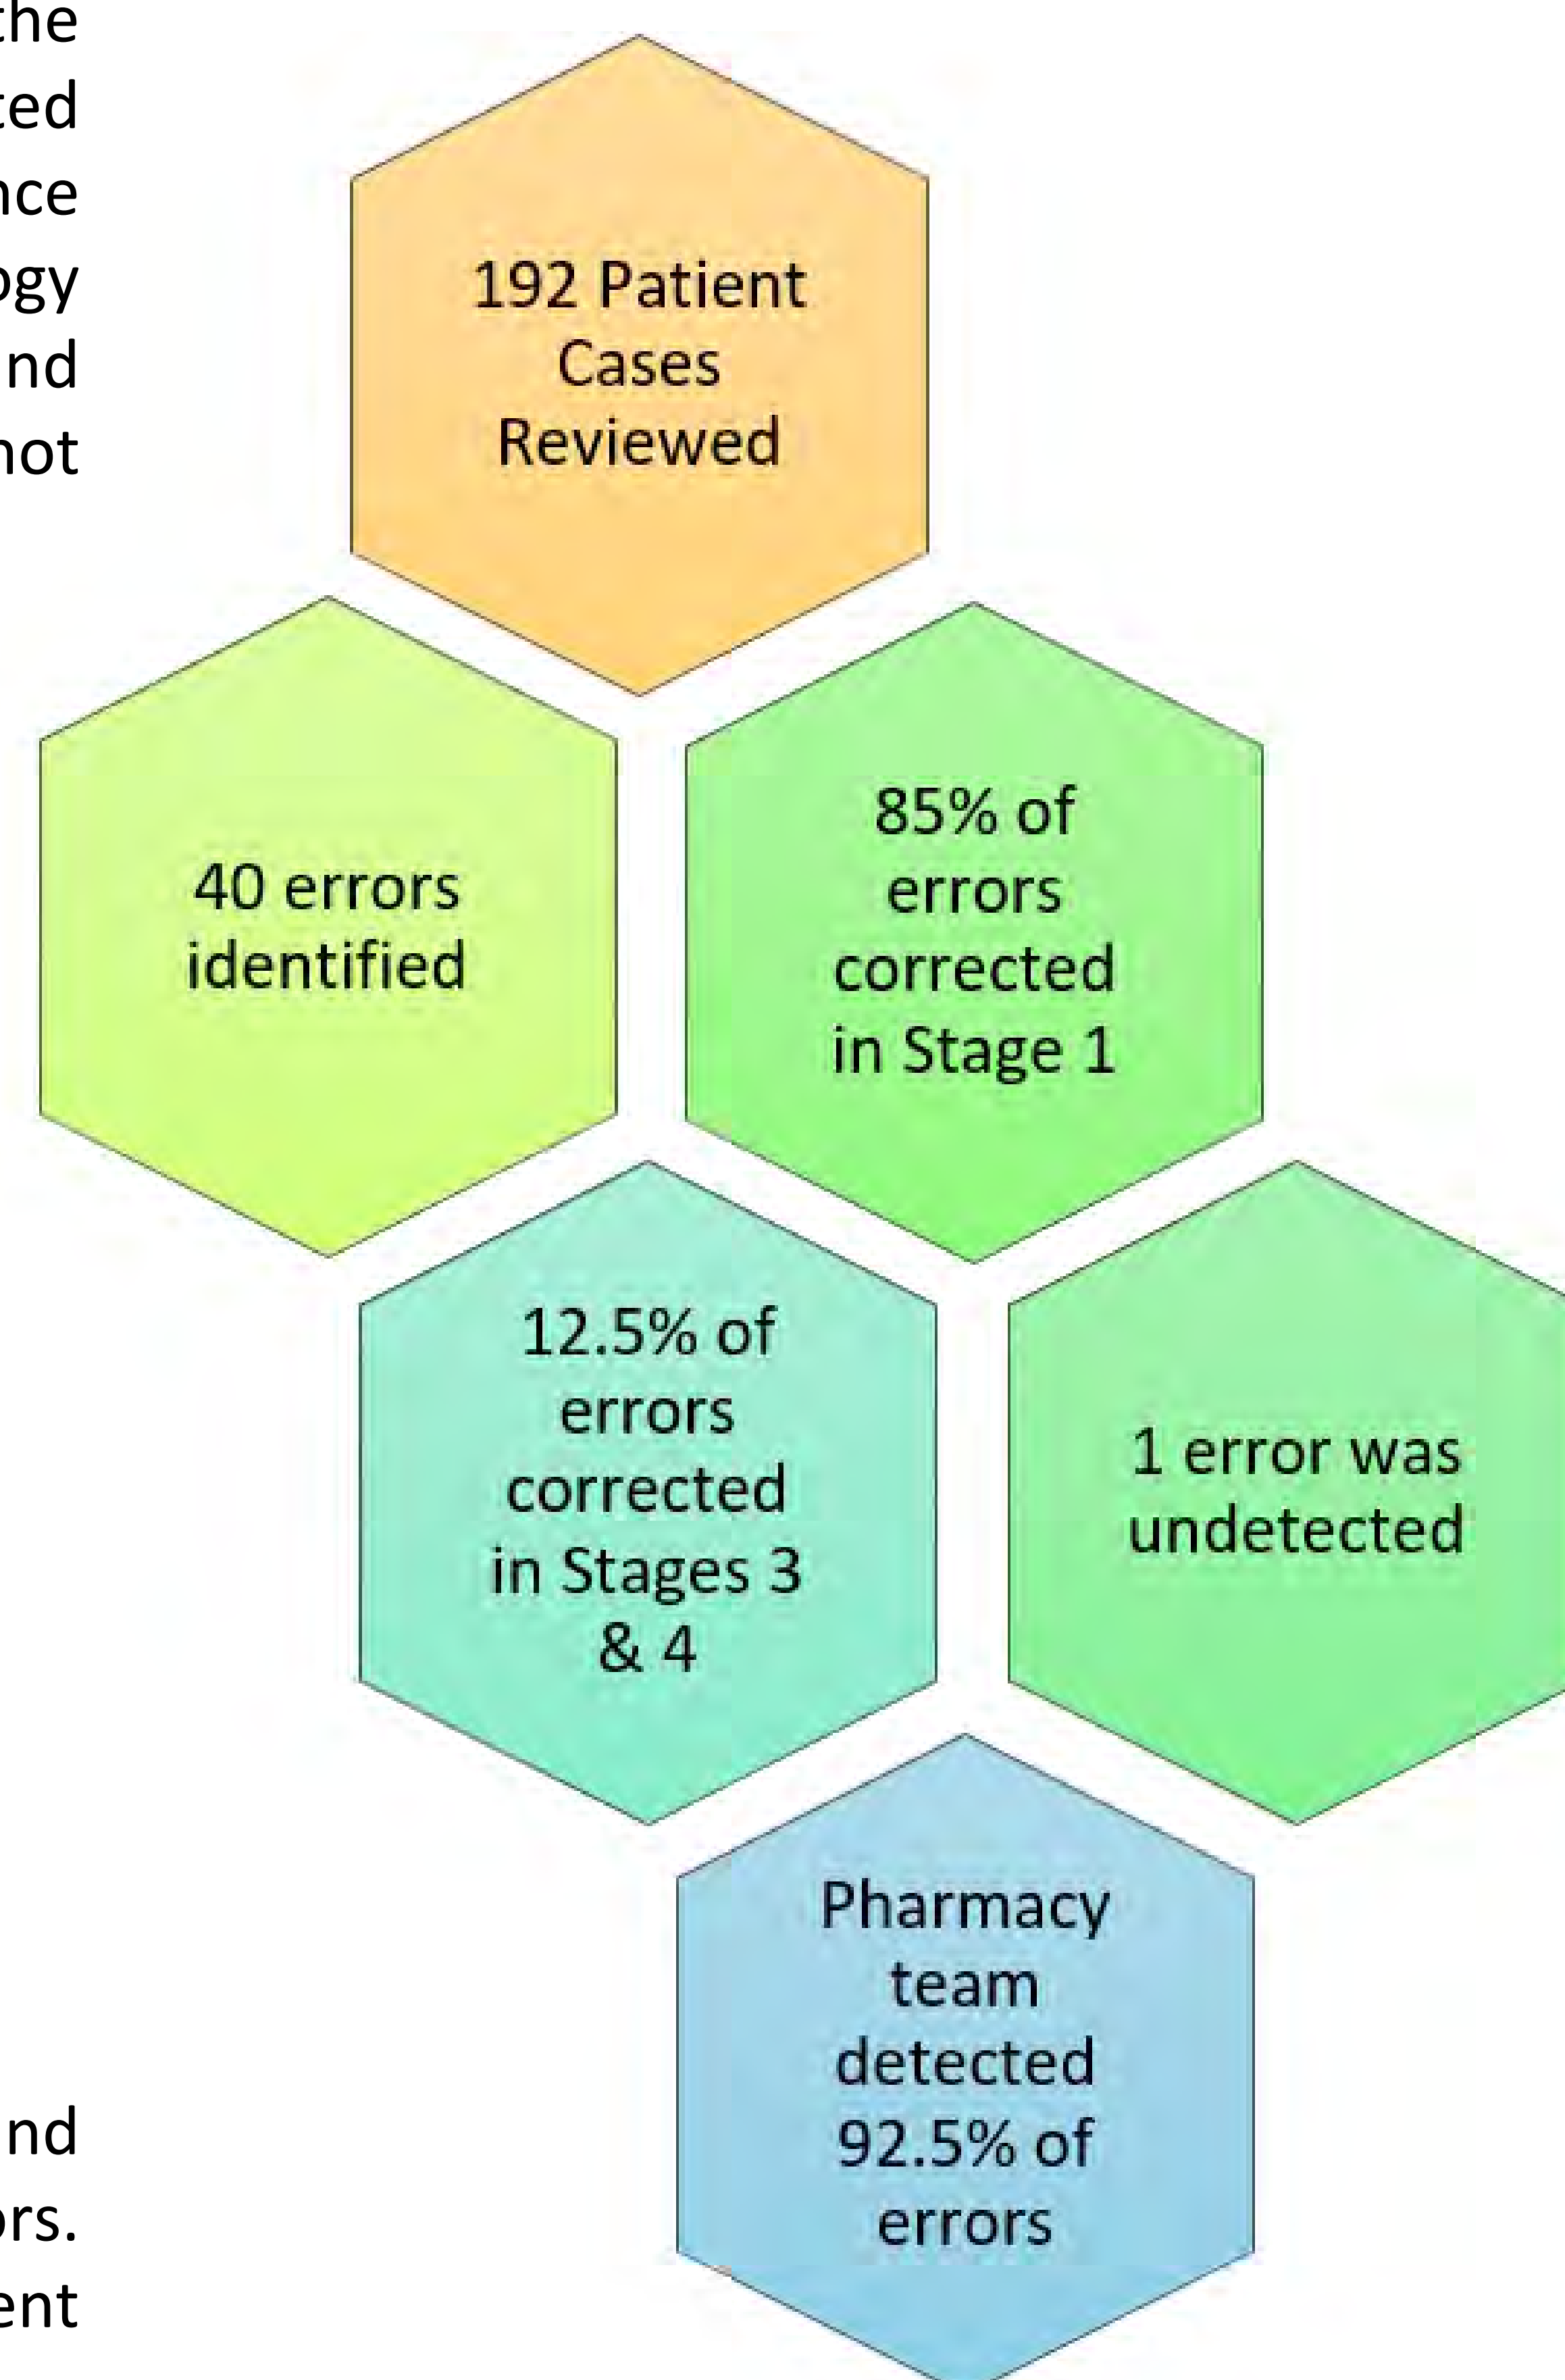 the
ted
nce
ogy
nd
not
192 Patient
Cases
Reviewed
40 errors
identified
85% of
errors
corrected
in Stage 1
12.5% of
errors
corrected
in Stages 3
& 4
1 error was
undetected
Pharmacy
team
detected
92.5% of
errors
nd
ors.
ent